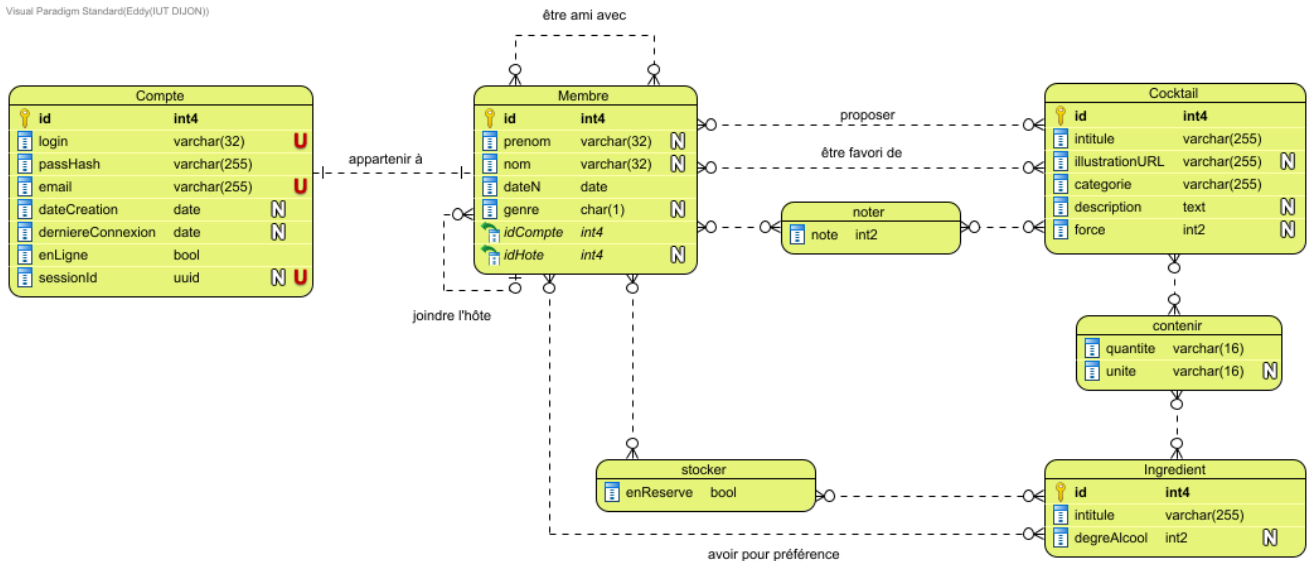 Visual Paradigm Standard(Eddy(IUT DIJON))
être ami avec
Compte
id int4
login varchar(32) U
passHash varchar(255)
email varchar(255) U
dateCreation date N
derniereConnexion date N
enLigne bool
sessionId uuid N U
appartenir à
Membre
id int4
prenom varchar(32) N
nom varchar(32) N
dateN date
genre char(1) N
idCompte int4
idHote int4 N
joindre l'hôte
proposer
être favori de
noter
note int2
Cocktail
id int4
intitule varchar(255)
illustrationURL varchar(255) N
categorie varchar(255)
description text N
force int2 N
contenir
quantite varchar(16)
unite varchar(16) N
stocker
enReserve bool
Ingredient
id int4
intitule varchar(255)
degreAlcool int2 N
avoir pour préférence